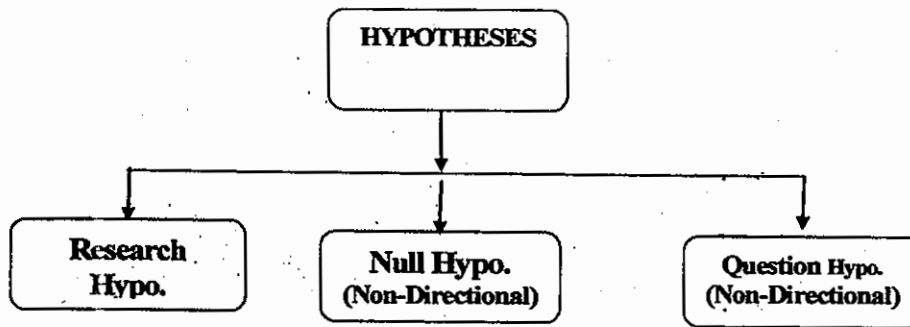 HYPOTHESES
Research
Hypo.
Null Hypo.
(Non-Directional)
Question Hypo.
(Non-Directional)